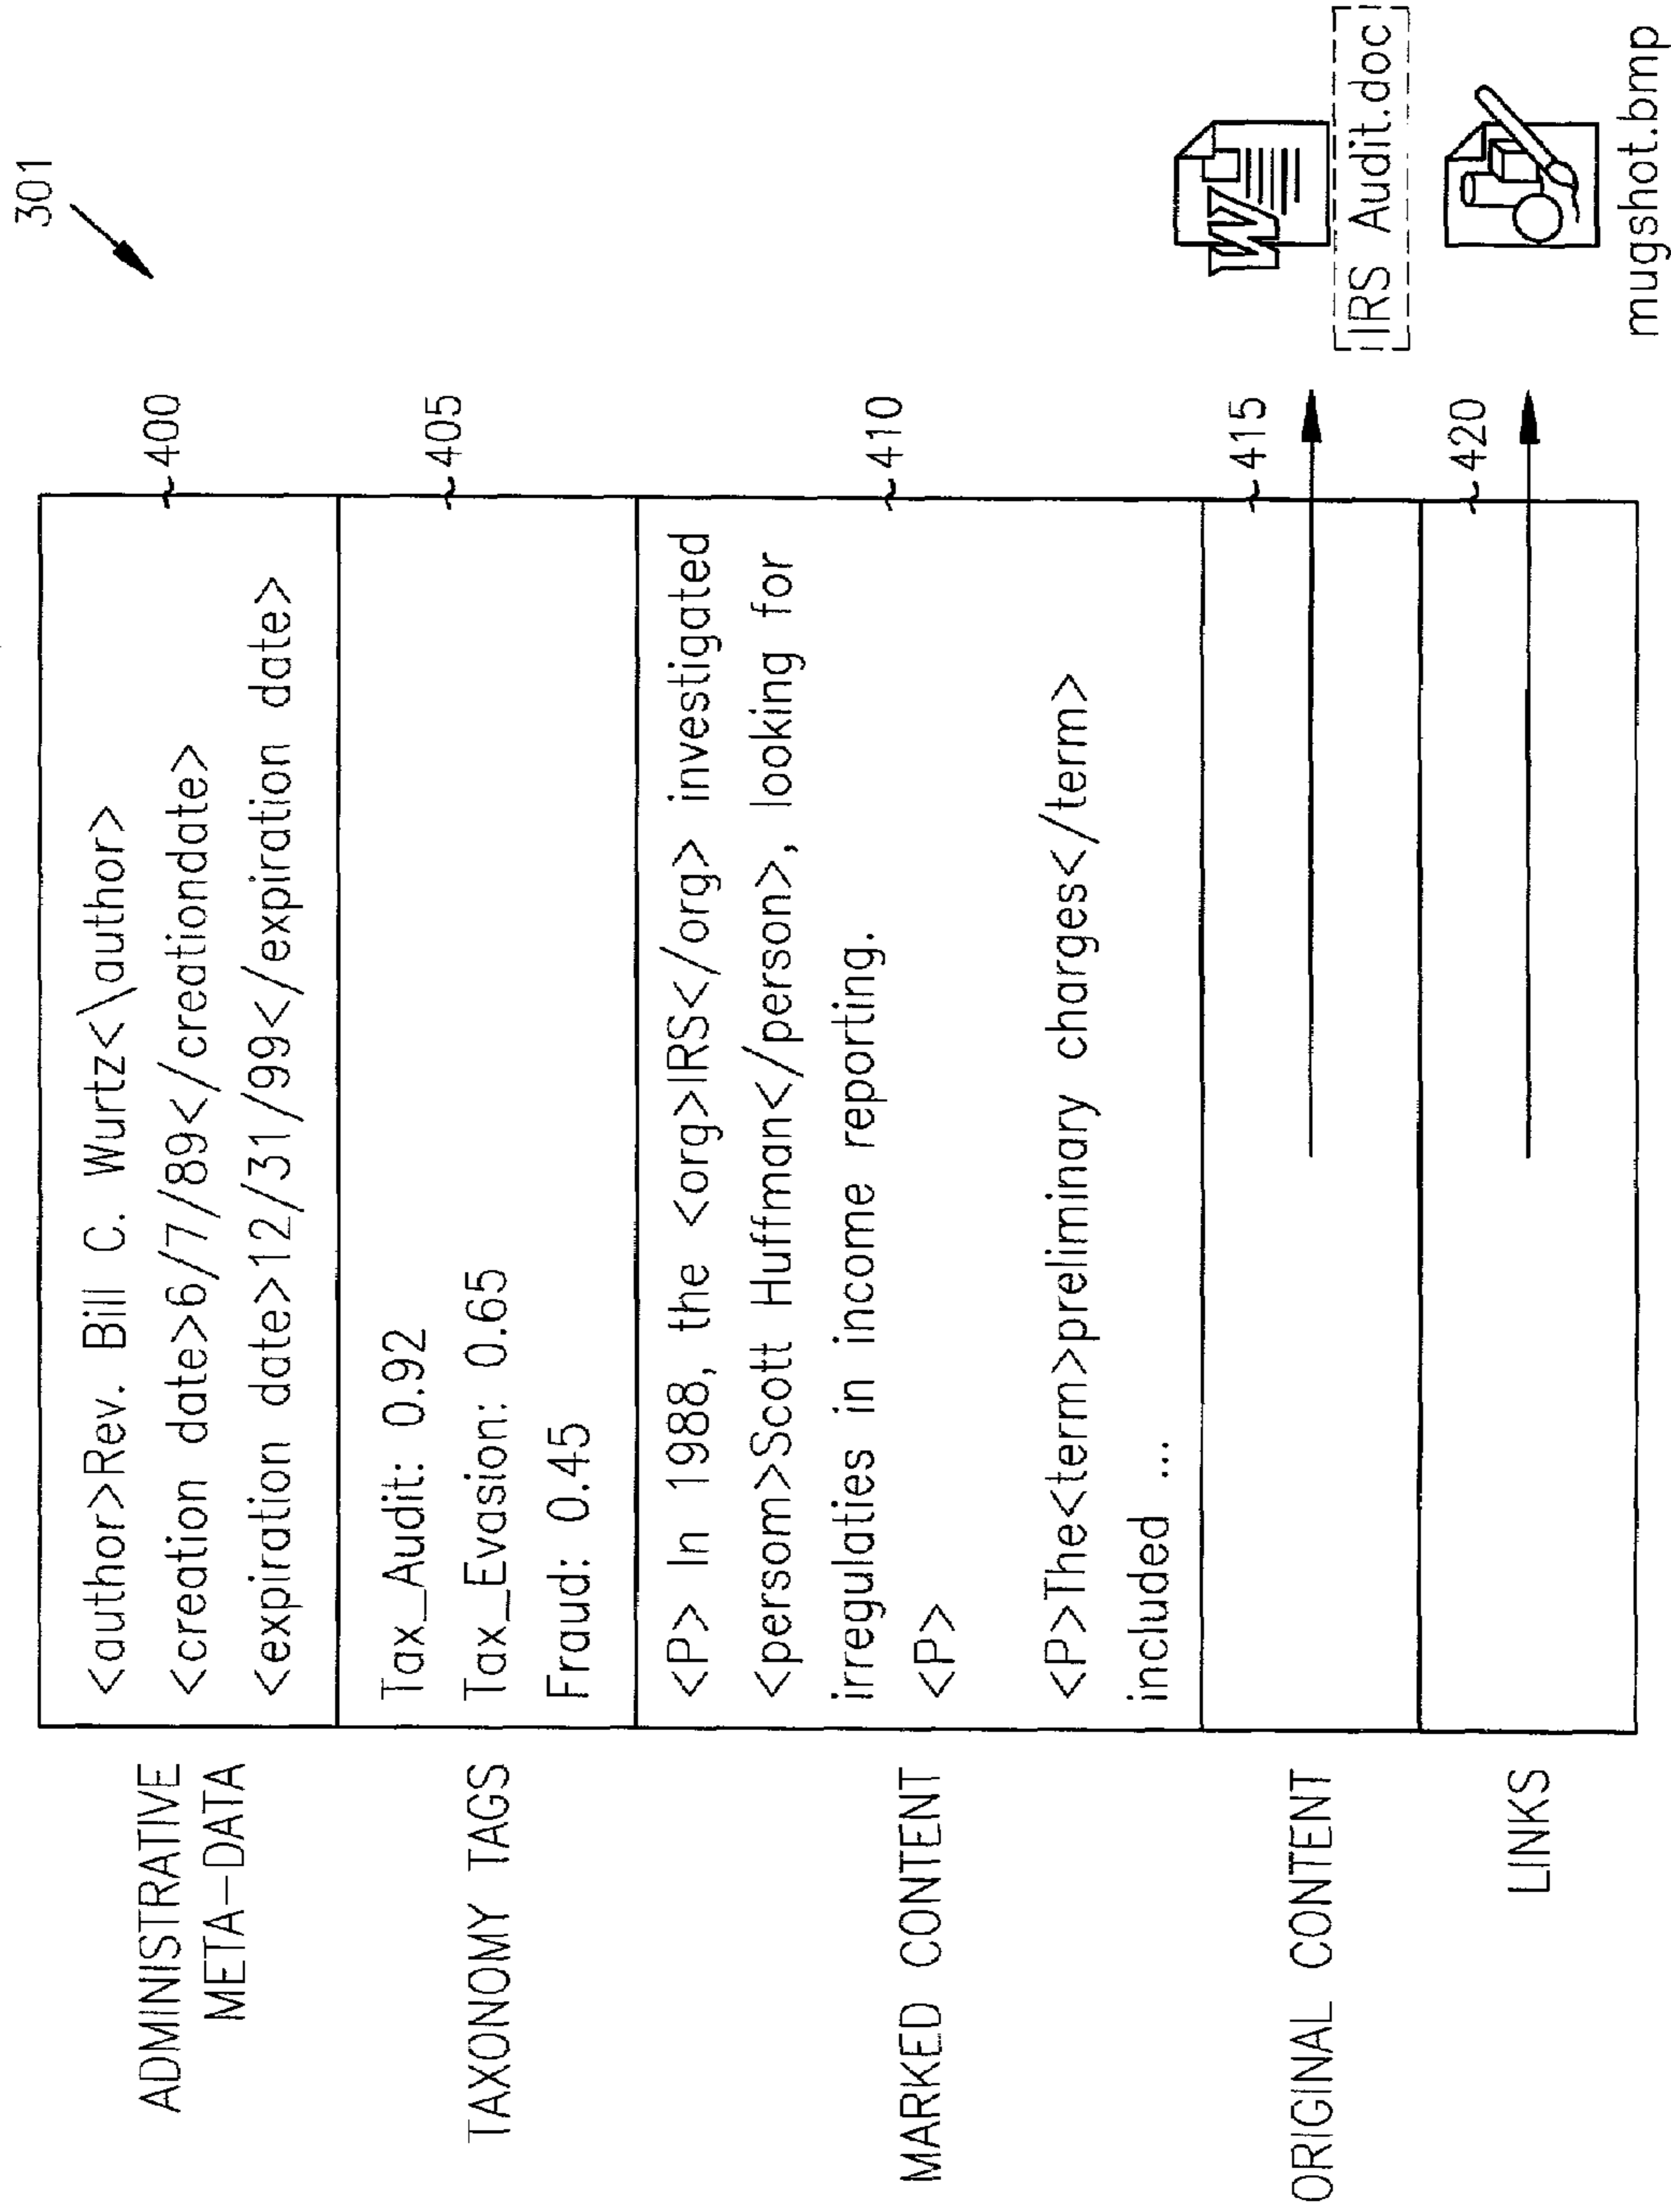 301
ADMINISTRATIVE
META-DATA
<author>Rev. Bill C. Wurtz<\author>
<creation date>6/7/89</creationdate>
<expiration date>12/31/99</expiration date>
400
TAXONOMY TAGS
Tax_Audit: 0.92
Tax_Evasion: 0.65
Fraud: 0.45
405
MARKED CONTENT
<P> In 1988, the <org>IRS</org> investigated
<persom>Scott Huffman</person>, looking for
irregulaties in income reporting.
<P>
<P>The<term>preliminary charges</term>
included ...
410
ORIGINAL CONTENT
415
W
IRS Audit.doc
LINKS
420
mugshot.bmp